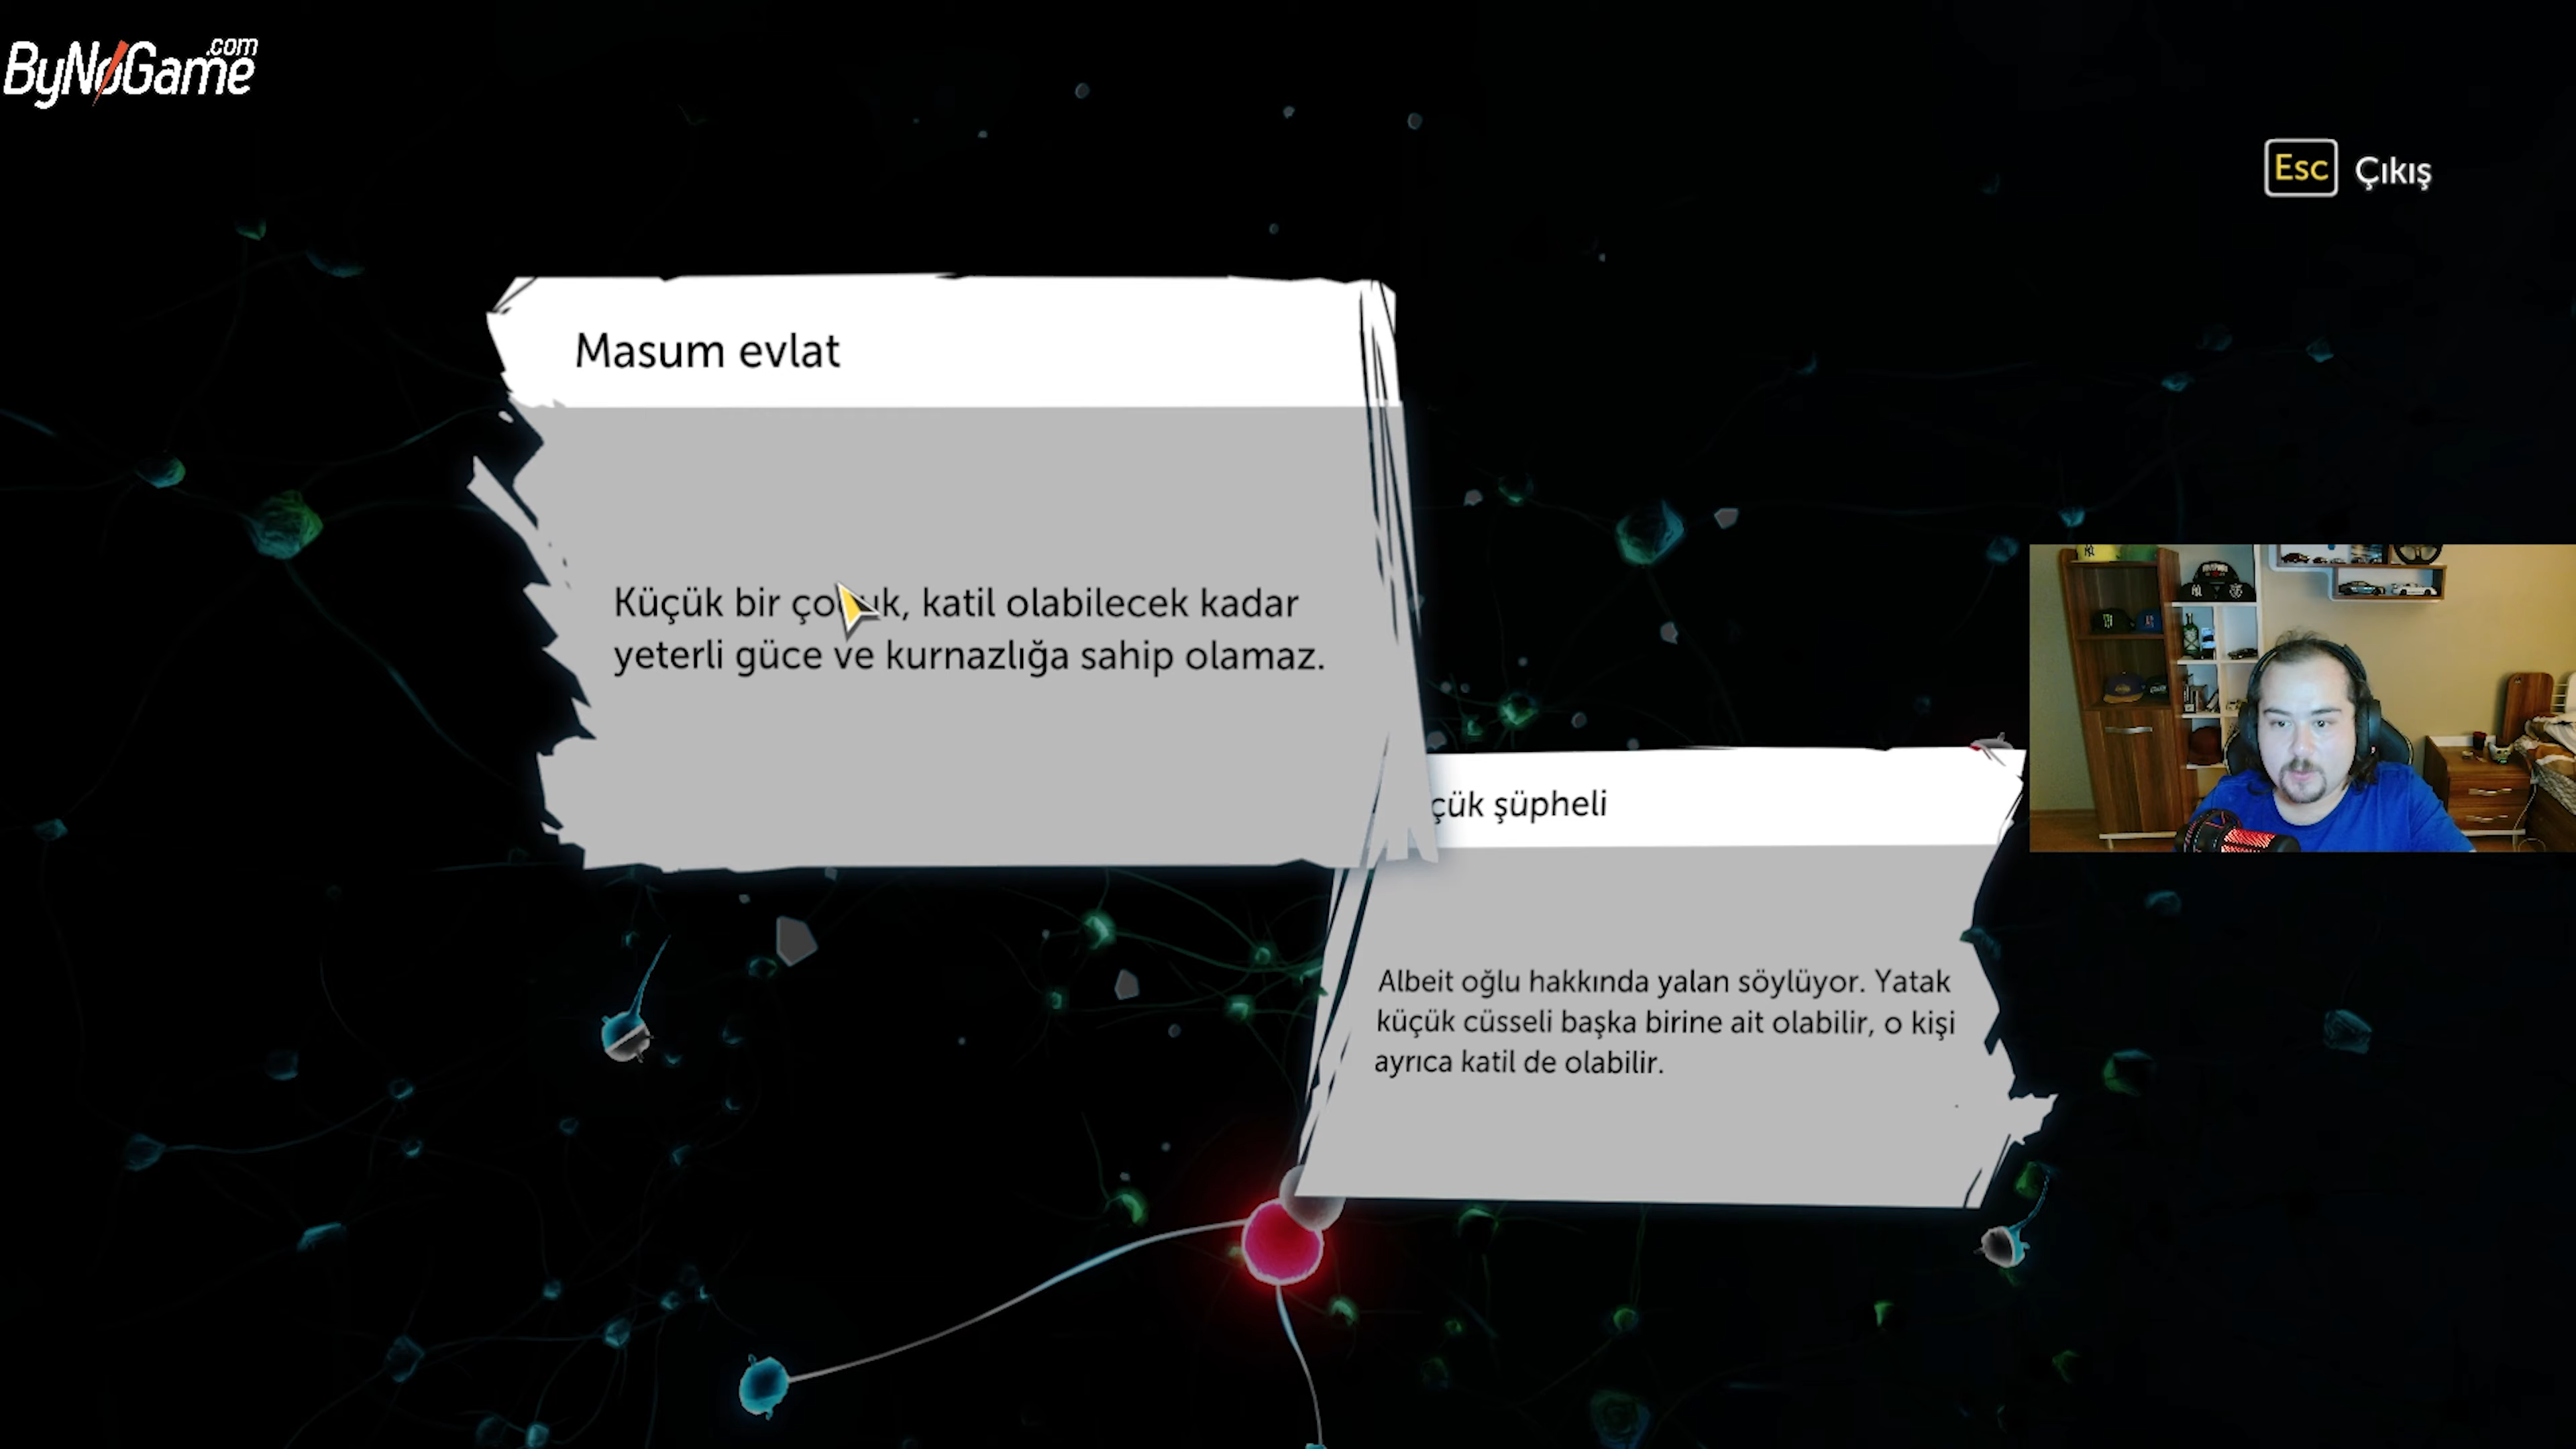 ByNoGame.com
Esc Çıkış
Masum evlat
Küçük bir çocuk, katil olabilecek kadar
yeterli güce ve kurnazlığa sahip olamaz.
çük şüpheli
Albeit oğlu hakkında yalan söylüyor. Yatak
küçük cüsseli başka birine ait olabilir, o kişi
ayrıca katil de olabilir.